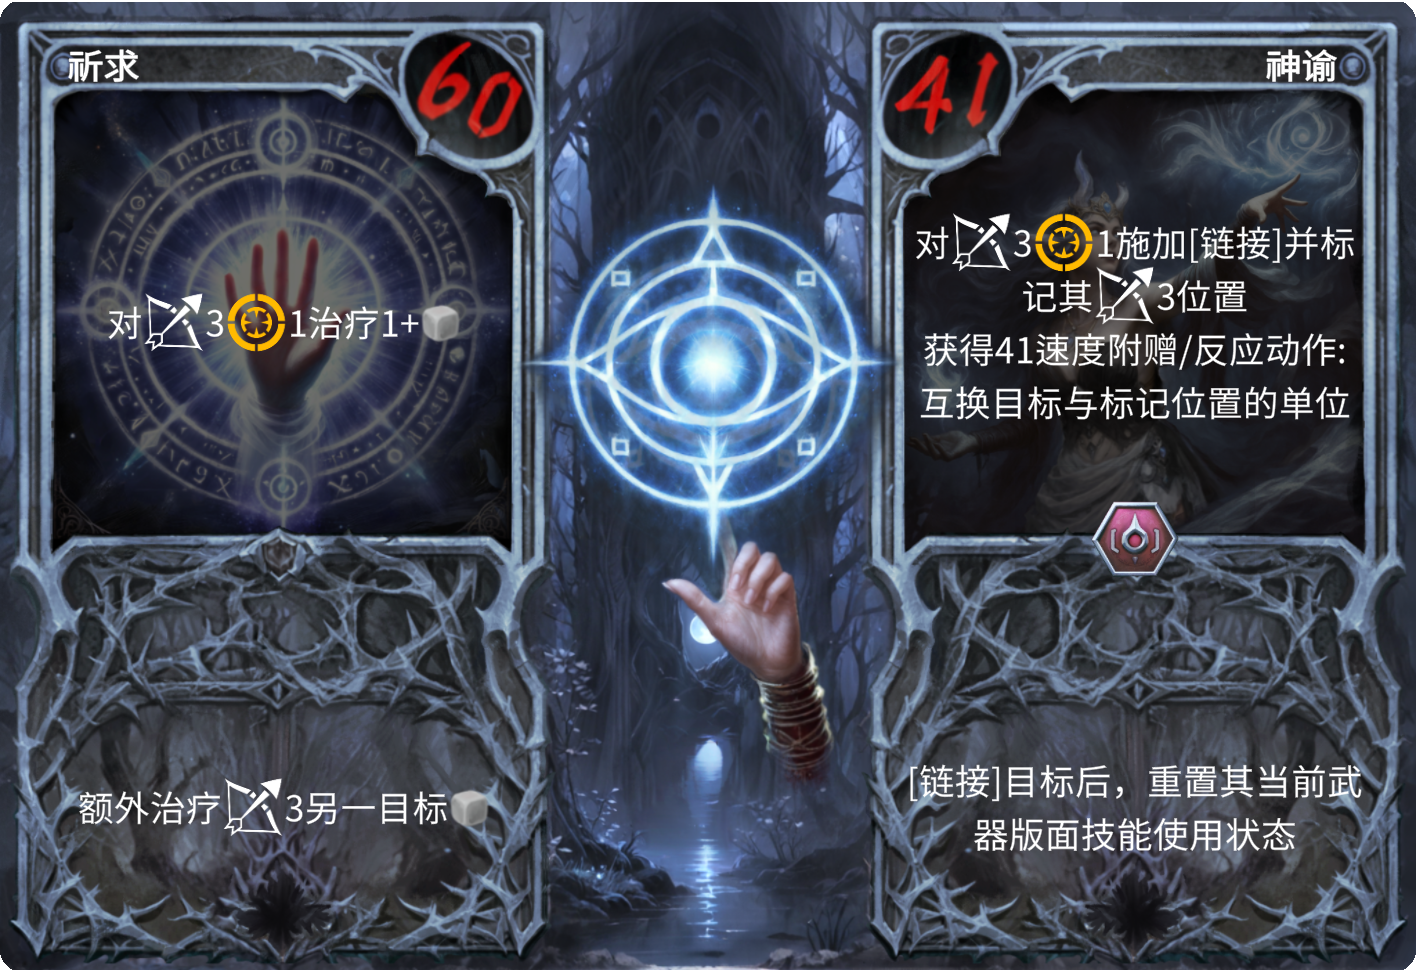 祈求
60
对3 1治疗1+
额外治疗3另一目标
41
神谕
对3 1施加[链接]并标
记其3位置
获得41速度附赠/反应动作:
互换目标与标记位置的单位
[链接]目标后，重置其当前武
器版面技能使用状态